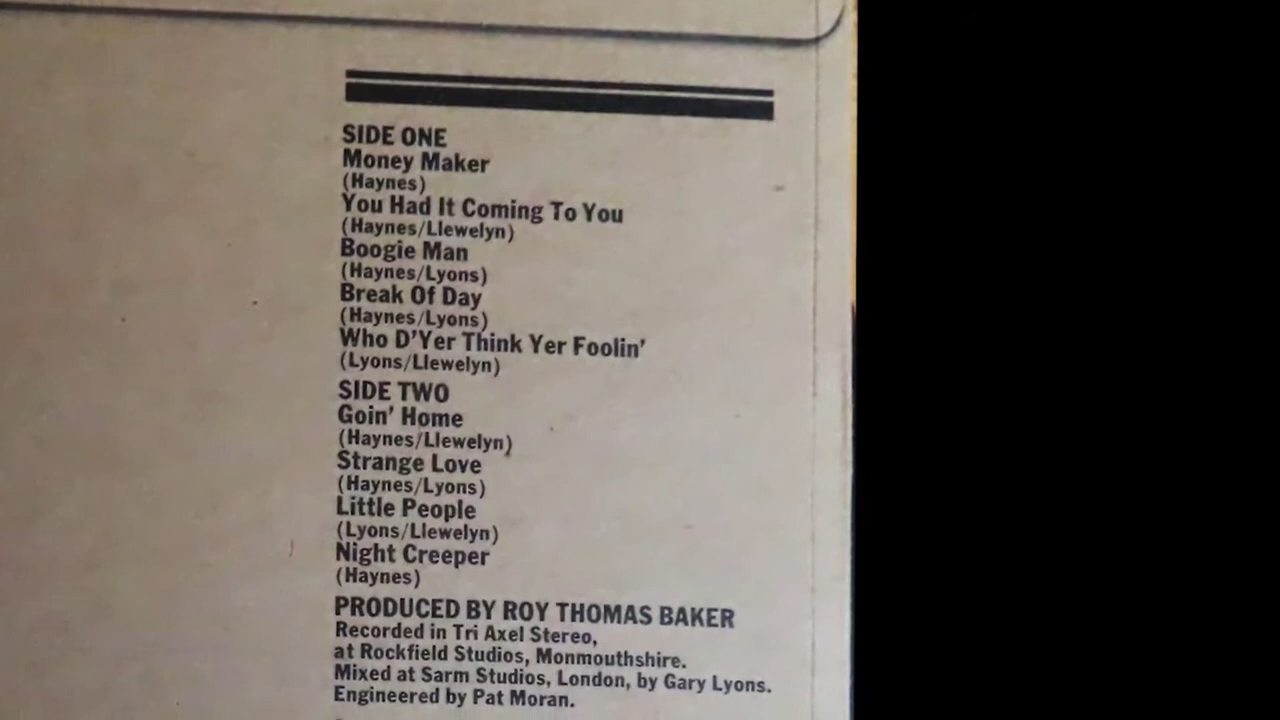 SIDE ONE
Money Maker
(Haynes)
You Had It Coming To You
(Haynes/Llewelyn)
Boogie Man
(Haynes/Lyons)
Break Of Day
(Haynes/Lyons)
Who D'Yer Think Yer Foolin'
(Lyons/Llewelyn)
SIDE TWO
Goin' Home
(Haynes/Llewelyn)
Strange Love
(Haynes/Lyons)
Little People
(Lyons/Llewelyn)
Night Creeper
(Haynes)
PRODUCED BY ROY THOMAS BAKER
Recorded in Tri Axel Stereo,
at Rockfield Studios, Monmouthshire.
Mixed at Sarm Studios, London, by Gary Lyons.
Engineered by Pat Moran.